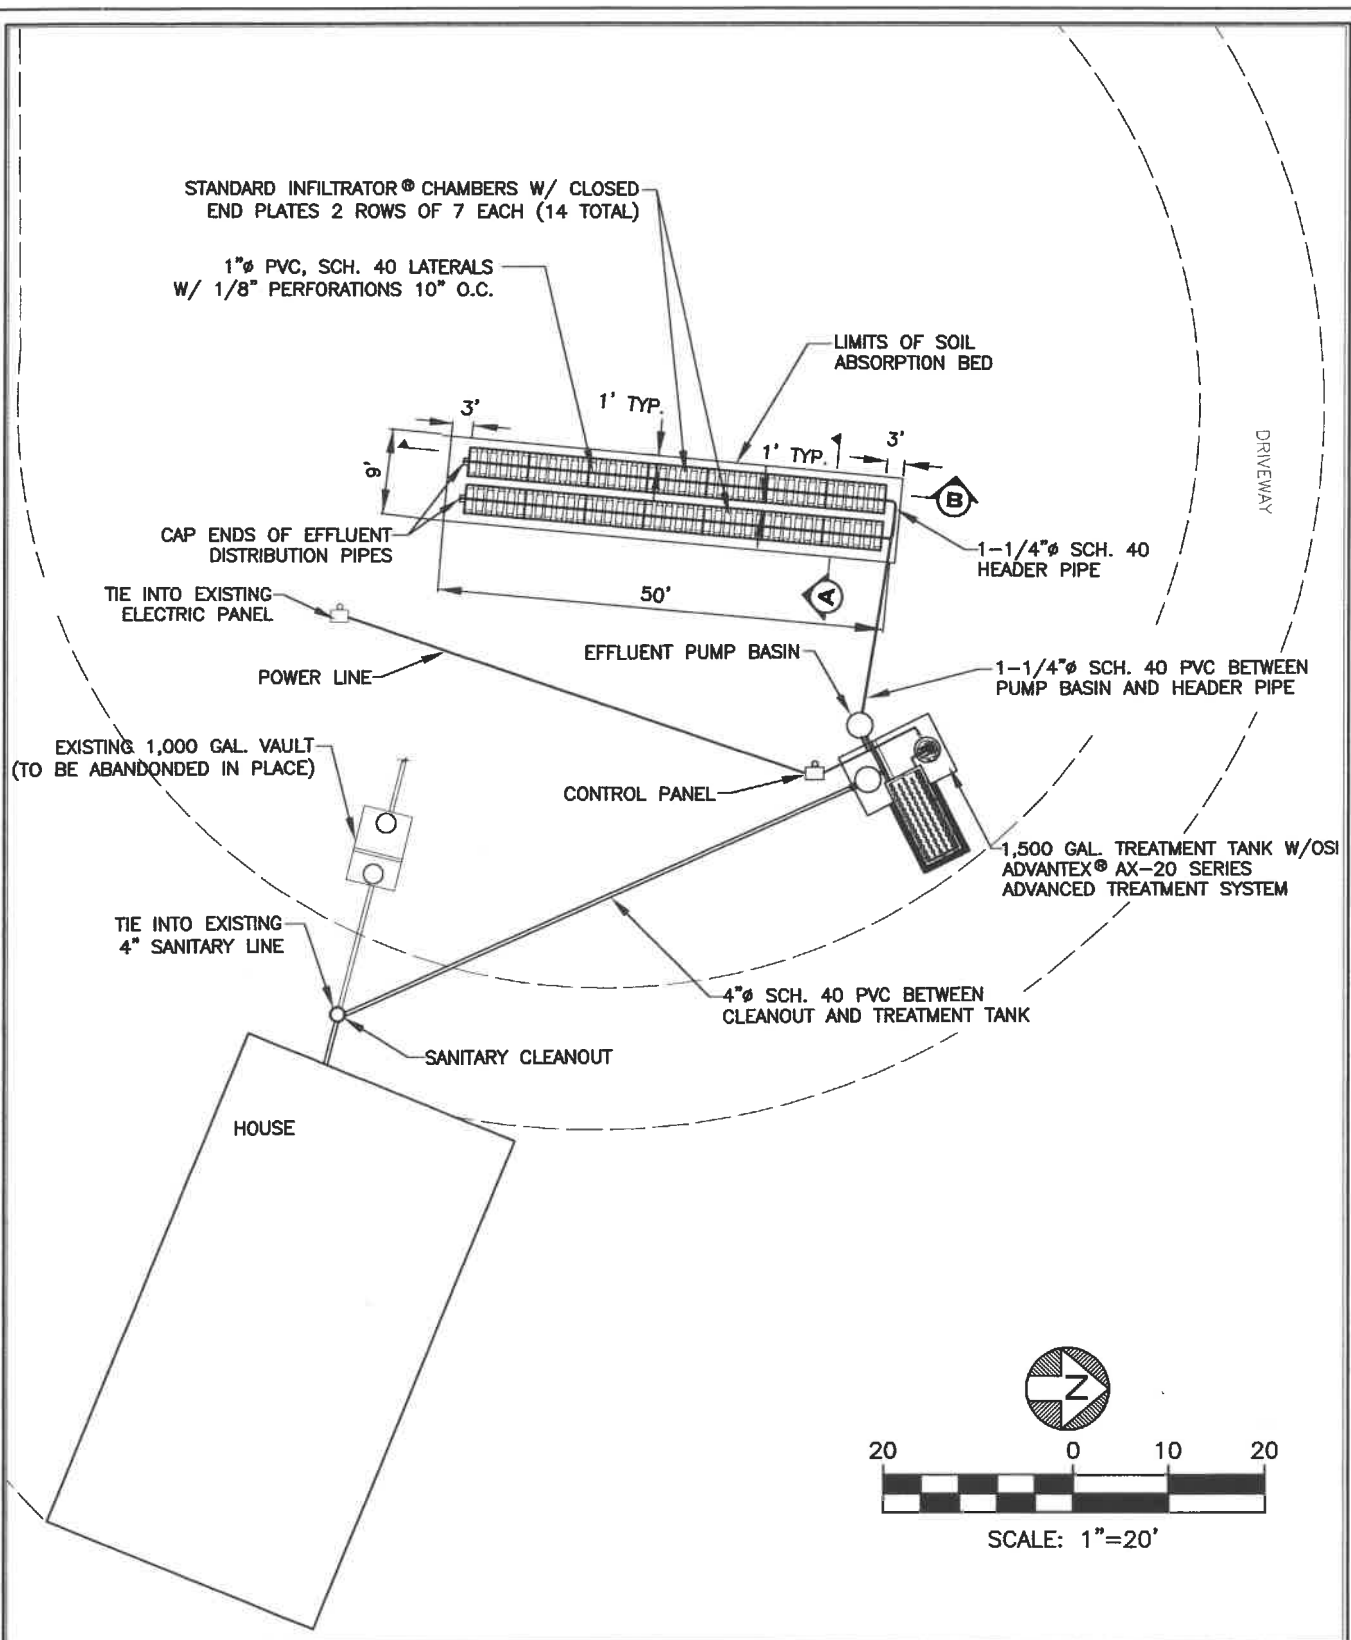 STANDARD INFILTRATOR® CHAMBERS W/ CLOSED
END PLATES 2 ROWS OF 7 EACH (14 TOTAL)
1"ø PVC, SCH. 40 LATERALS
W/ 1/8" PERFORATIONS 10" O.C.
LIMITS OF SOIL
ABSORPTION BED
3'
1' TYP.
1' TYP.
3'
9'
B
DRIVEWAY
CAP ENDS OF EFFLUENT
DISTRIBUTION PIPES
1-1/4"ø SCH. 40
HEADER PIPE
50'
A
TIE INTO EXISTING
ELECTRIC PANEL
POWER LINE
EFFLUENT PUMP BASIN
1-1/4"ø SCH. 40 PVC BETWEEN
PUMP BASIN AND HEADER PIPE
EXISTING 1,000 GAL. VAULT
(TO BE ABANDONDED IN PLACE)
CONTROL PANEL
1,500 GAL. TREATMENT TANK W/OSI
ADVANTEX® AX-20 SERIES
ADVANCED TREATMENT SYSTEM
TIE INTO EXISTING
4" SANITARY LINE
4"ø SCH. 40 PVC BETWEEN
CLEANOUT AND TREATMENT TANK
SANITARY CLEANOUT
HOUSE
N
20 0 10 20
SCALE: 1"=20'